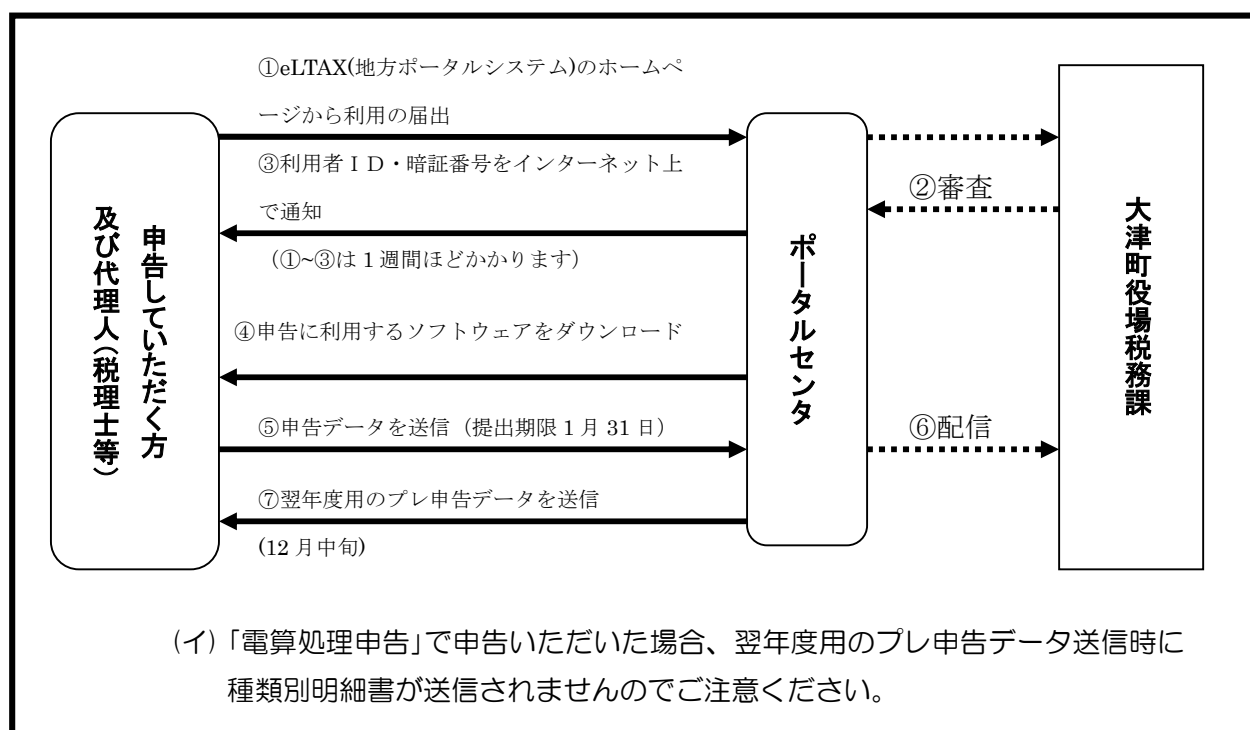 ①eLTAX(地方ポータルシステム)のホームペ
ージから利用の届出
③利用者ＩＤ・暗証番号をインターネット上
で通知
（①~③は１週間ほどかかります）
④申告に利用するソフトウェアをダウンロード
⑤申告データを送信（提出期限１月 31 日）
⑦翌年度用のプレ申告データを送信
(12 月中旬)
申告していただく方
及び代理人（税理士等）
ポータルセンタ
②審査
⑥配信
大津町役場税務課
(イ)「電算処理申告」で申告いただいた場合、翌年度用のプレ申告データ送信時に
種類別明細書が送信されませんのでご注意ください。